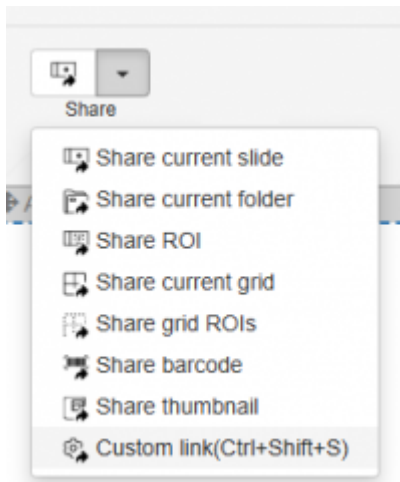 Share
Share current slide
Share current folder
Share ROI
Share current grid
Share grid ROIs
Share barcode
Share thumbnail
Custom link(Ctrl+Shift+S)